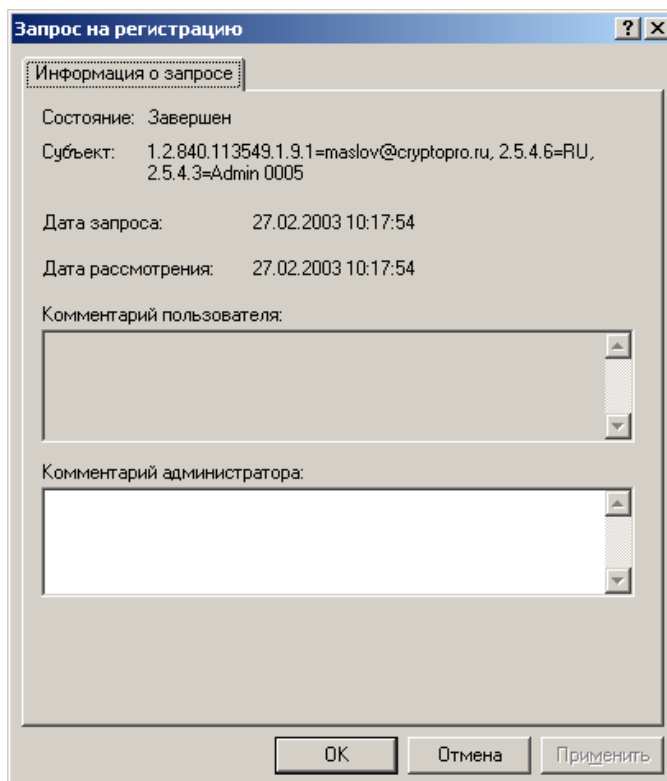 Запрос на регистрацию
Информация о запросе
Состояние: Завершен
Субъект: 1.2.840.113549.1.9.1=maslov@cryptopro.ru, 2.5.4.6=RU,
2.5.4.3=Admin 0005
Дата запроса: 27.02.2003 10:17:54
Дата рассмотрения: 27.02.2003 10:17:54
Комментарий пользователя:
Комментарий администратора:
OK Отмена Применить